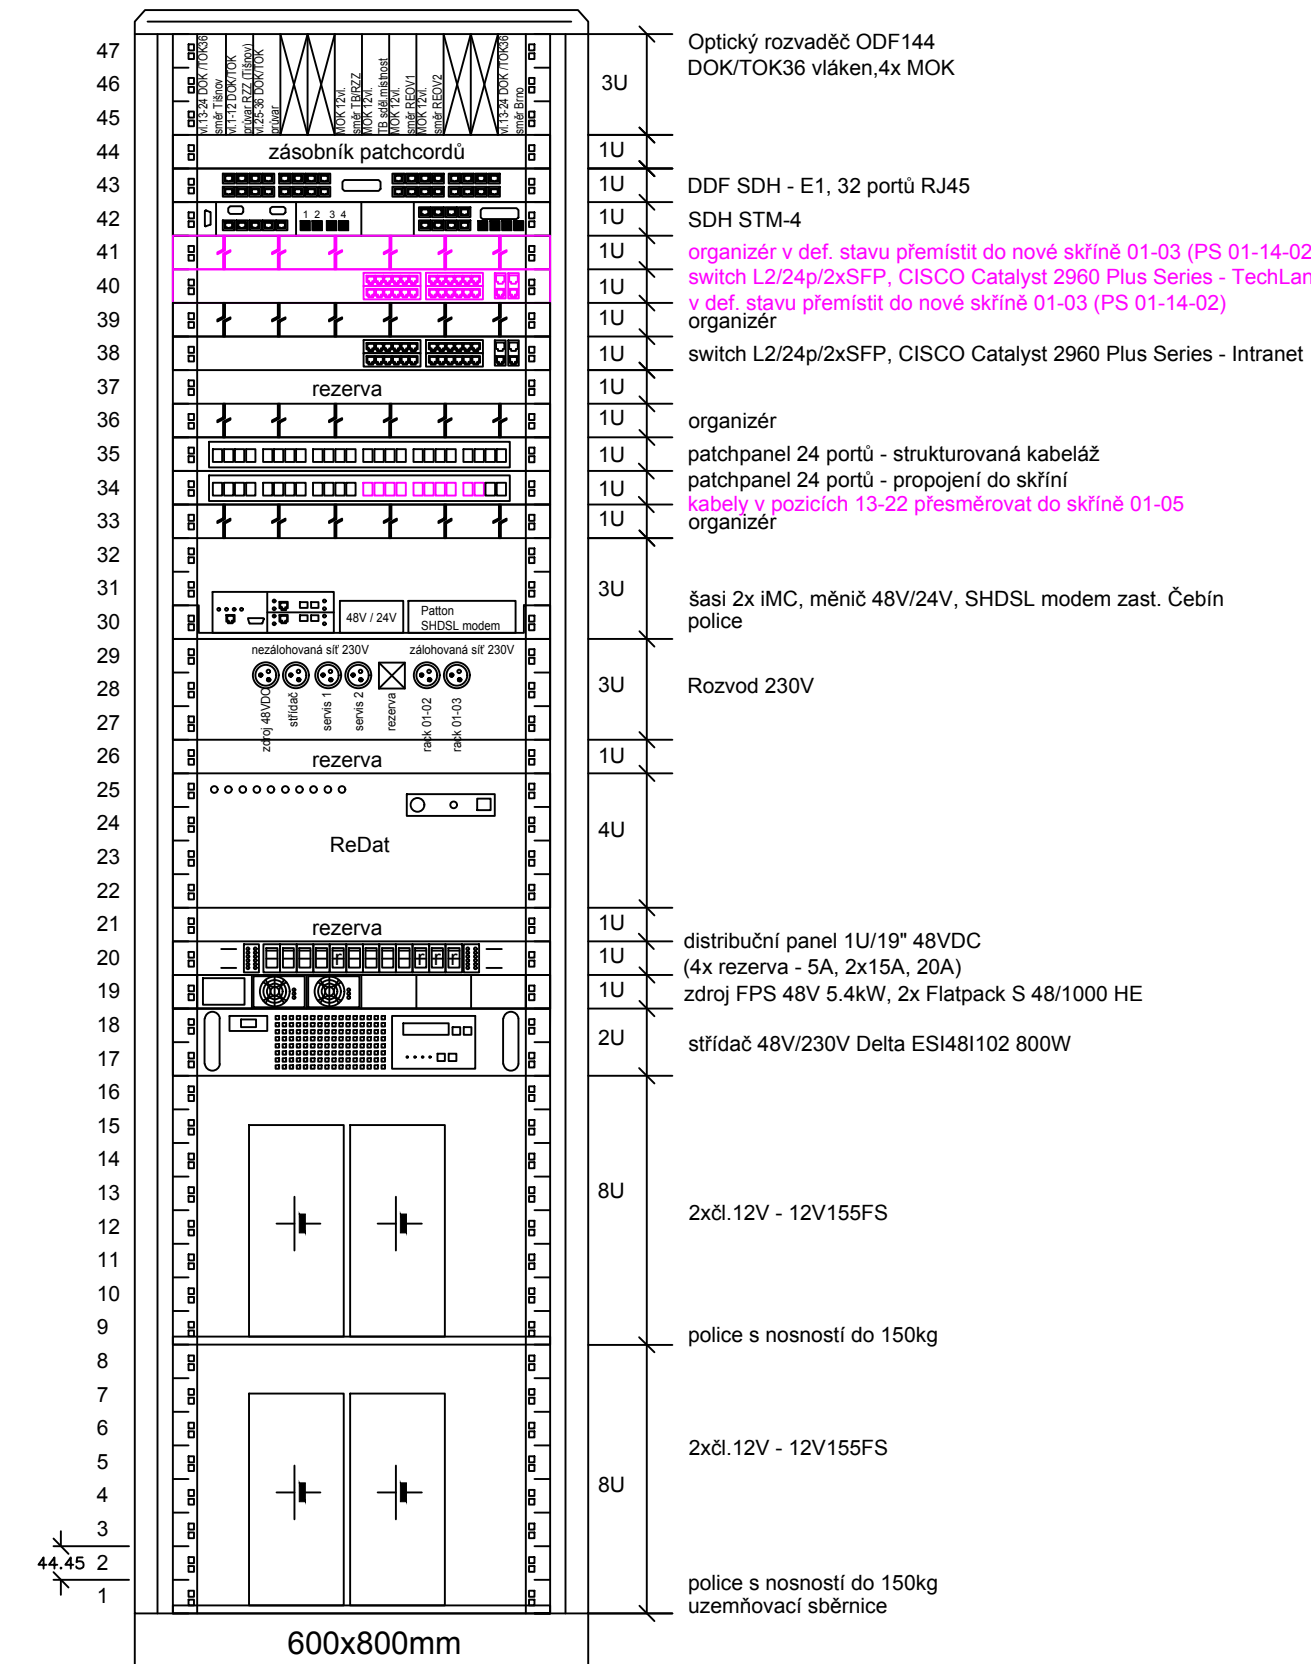 47
46
45
44
43
42
41
40
39
38
37
36
35
34
33
32
31
30
29
28
27
26
25
24
23
22
21
20
19
18
17
16
15
14
13
12
11
10
9
8
7
6
5
4
3
2
1
44.45
vl.13-24 DOK /TOK36
směr Tišnov
vl.1-12 DOK/TOK
průvar RZZ (Tišnov)
vl.25-36 DOK/TOK
průvar
MOK 12vl.
směr TB/RZZ
MOK 12vl.
TB sděl.místnost
MOK 12vl.
směr REOV1
MOK 12vl.
směr REOV2
vl.13-24 DOK /TOK36
směr Brno
zásobník patchcordů
1 2 3 4
rezerva
48V / 24V
Patton
SHDSL modem
nezálohovaná síť 230V
zálohovaná síť 230V
zdroj 48VDC
střídač
servis 1
servis 2
rezerva
rack 01-02
rack 01-03
rezerva
ReDat
rezerva
600x800mm
3U
1U
1U
1U
1U
1U
1U
1U
1U
1U
1U
1U
1U
3U
3U
1U
4U
1U
1U
1U
2U
8U
8U
Optický rozvaděč ODF144
DOK/TOK36 vláken,4x MOK
DDF SDH - E1, 32 portů RJ45
SDH STM-4
organizér v def. stavu přemístit do nové skříně 01-03 (PS 01-14-02
switch L2/24p/2xSFP, CISCO Catalyst 2960 Plus Series - TechLan
v def. stavu přemístit do nové skříně 01-03 (PS 01-14-02)
organizér
switch L2/24p/2xSFP, CISCO Catalyst 2960 Plus Series - Intranet
organizér
patchpanel 24 portů - strukturovaná kabeláž
patchpanel 24 portů - propojení do skříní
kabely v pozicích 13-22 přesměrovat do skříně 01-05
organizér
šasi 2x iMC, měnič 48V/24V, SHDSL modem zast. Čebín
police
Rozvod 230V
distribuční panel 1U/19" 48VDC
(4x rezerva - 5A, 2x15A, 20A)
zdroj FPS 48V 5.4kW, 2x Flatpack S 48/1000 HE
střídač 48V/230V Delta ESI48I102 800W
2xčl.12V - 12V155FS
police s nosností do 150kg
2xčl.12V - 12V155FS
police s nosností do 150kg
uzemňovací sběrnice